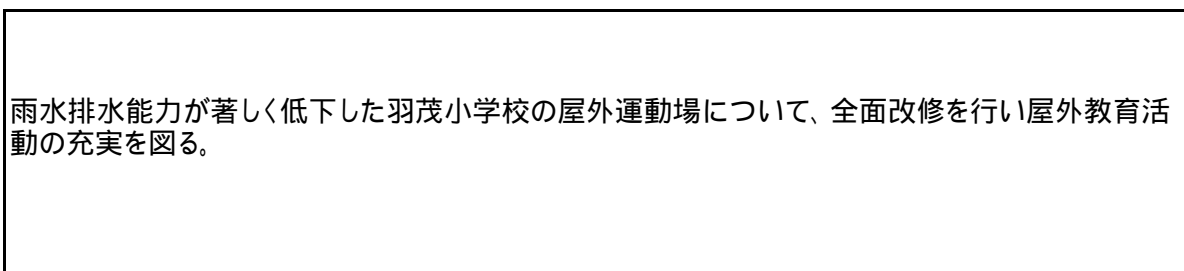 雨水排水能力が著しく低下した羽茂小学校の屋外運動場について、全面改修を行い屋外教育活
動の充実を図る。